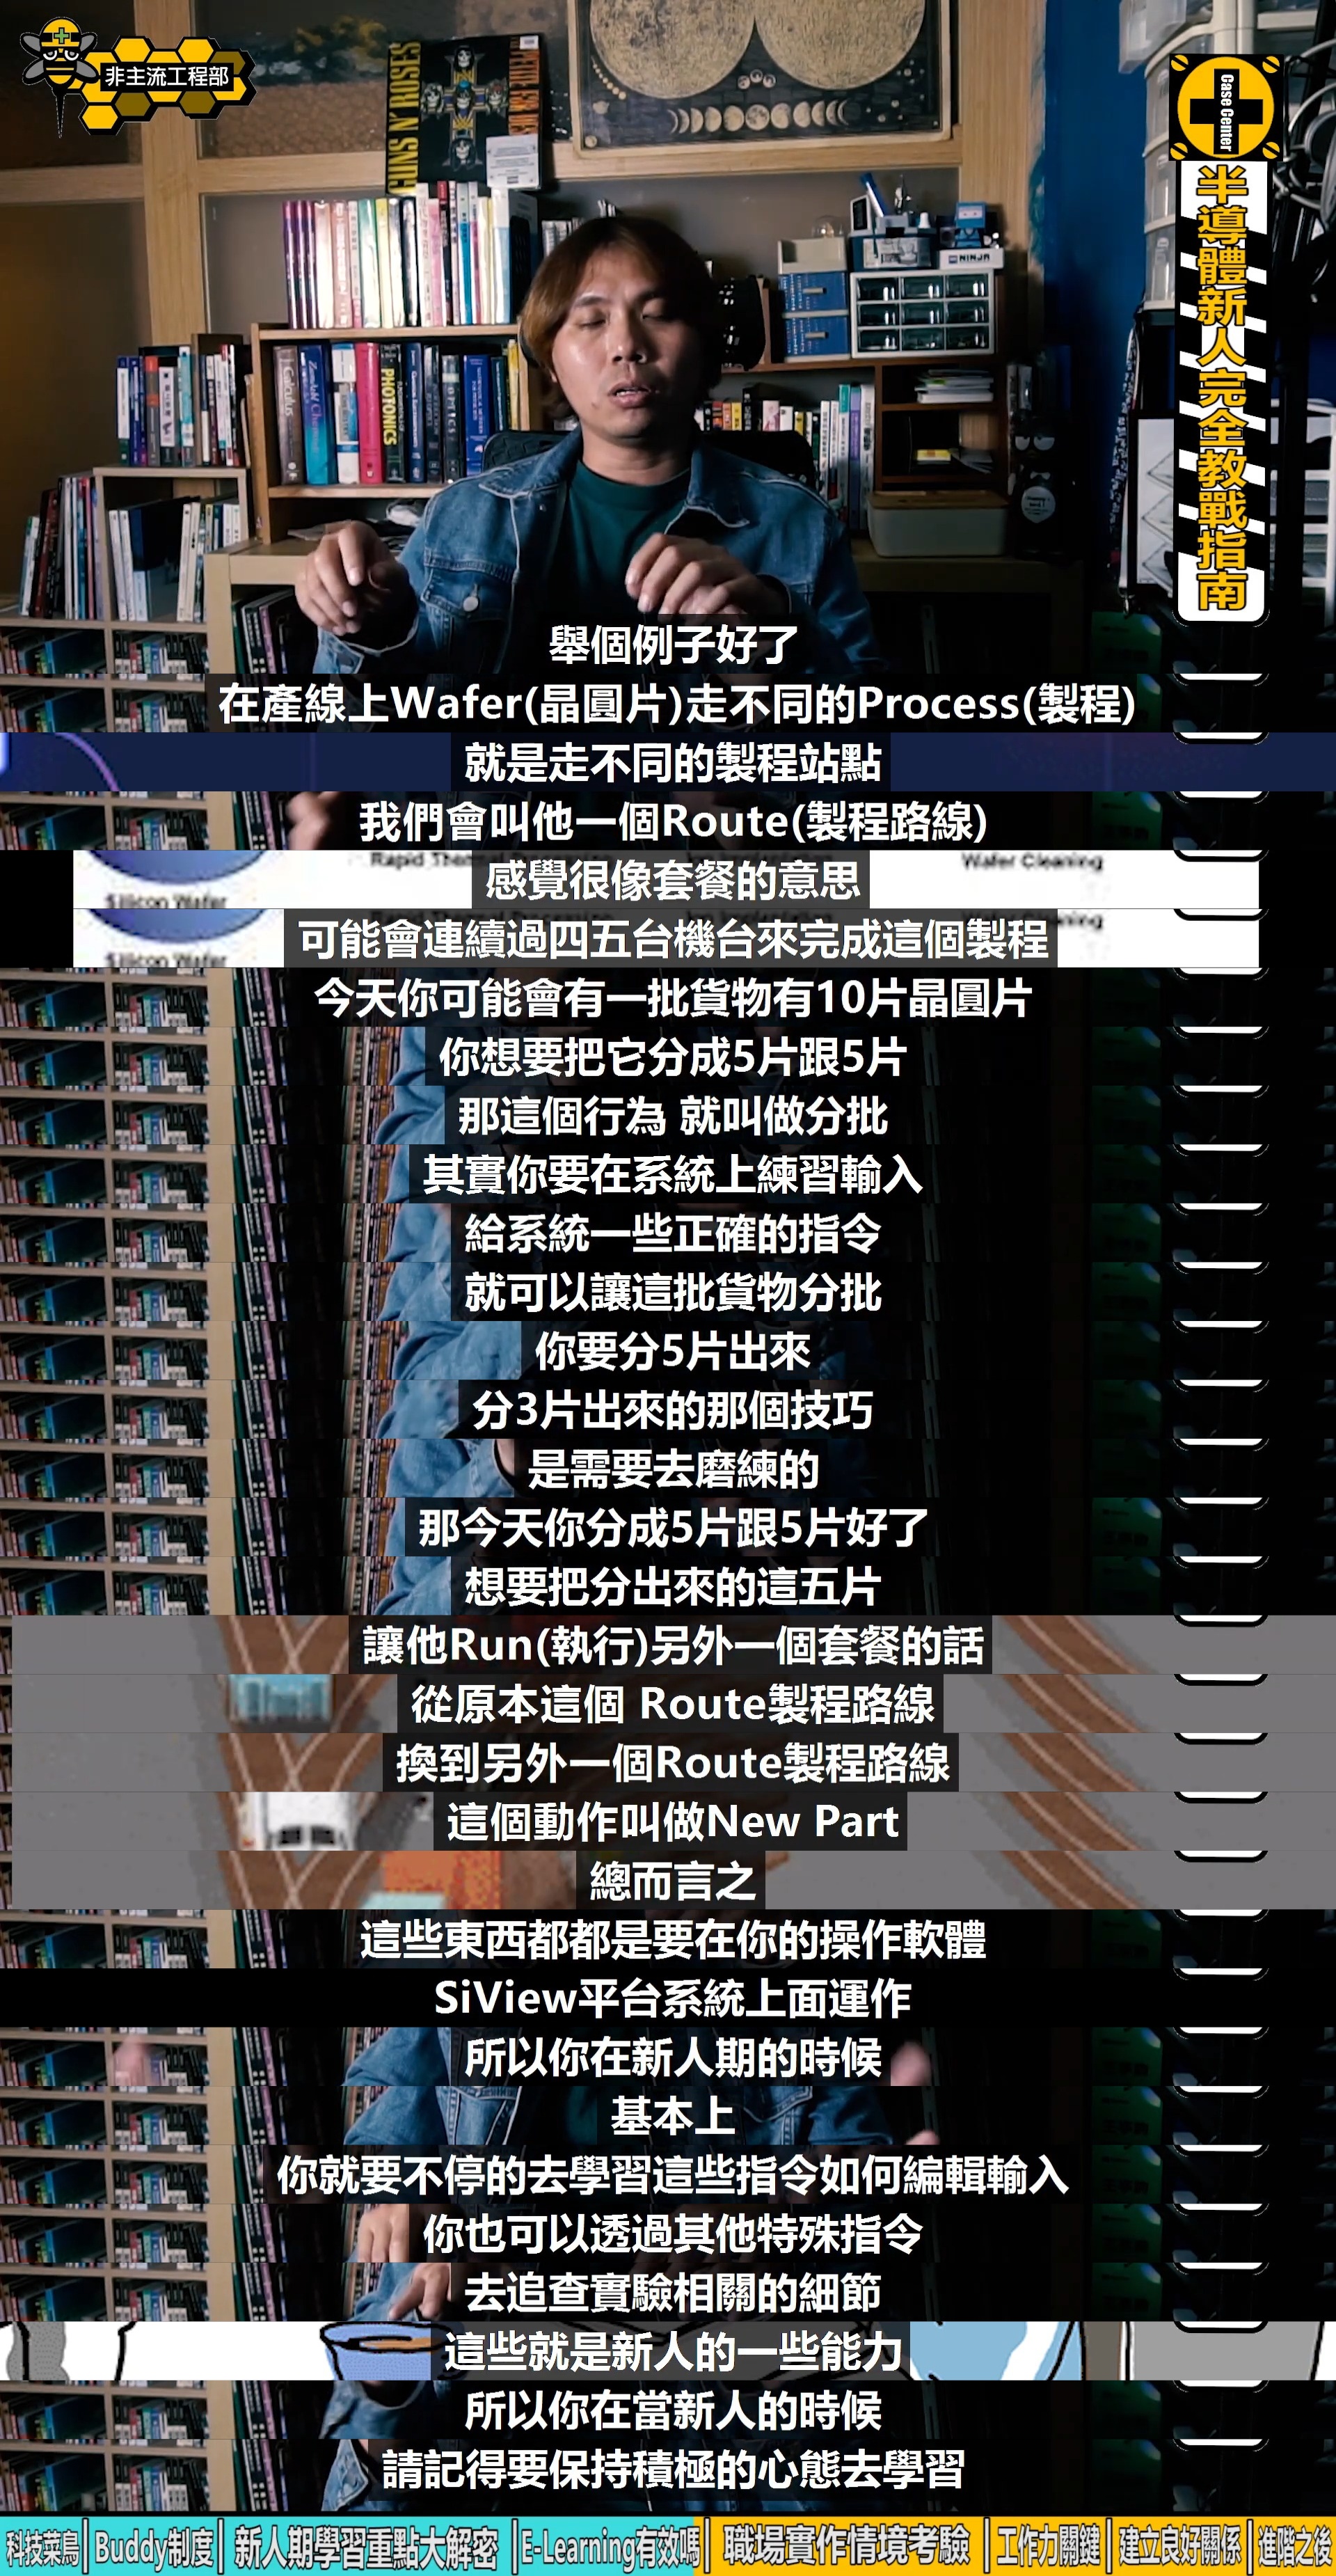 非主流工程部
GUNS N' ROSES
Case Center
半導體新人完全教戰指南
NINJA
Calculus
PHOTONICS
OPTICS
舉個例子好了
在產線上Wafer(晶圓片)走不同的Process(製程)
就是走不同的製程站點
我們會叫他一個Route(製程路線)
Wafer Cleaning
Silicon Wafer
感覺很像套餐的意思
Silicon Wafer
可能會連續過四五台機台來完成這個製程
今天你可能會有一批貨物有10片晶圓片
你想要把它分成5片跟5片
那這個行為 就叫做分批
其實你要在系統上練習輸入
給系統一些正確的指令
就可以讓這批貨物分批
你要分5片出來
分3片出來的那個技巧
是需要去磨練的
那今天你分成5片跟5片好了
想要把分出來的這五片
讓他Run(執行)另外一個套餐的話
從原本這個 Route製程路線
換到另外一個Route製程路線
這個動作叫做New Part
總而言之
這些東西都都是要在你的操作軟體
SiView平台系統上面運作
所以你在新人期的時候
基本上
你就要不停的去學習這些指令如何編輯輸入
你也可以透過其他特殊指令
去追查實驗相關的細節
這些就是新人的一些能力
所以你在當新人的時候
請記得要保持積極的心態去學習
科技菜鳥|Buddy制度|新人期學習重點大解密|E-Learning有效嗎|職場實作情境考驗|工作力關鍵|建立良好關係|進階之後